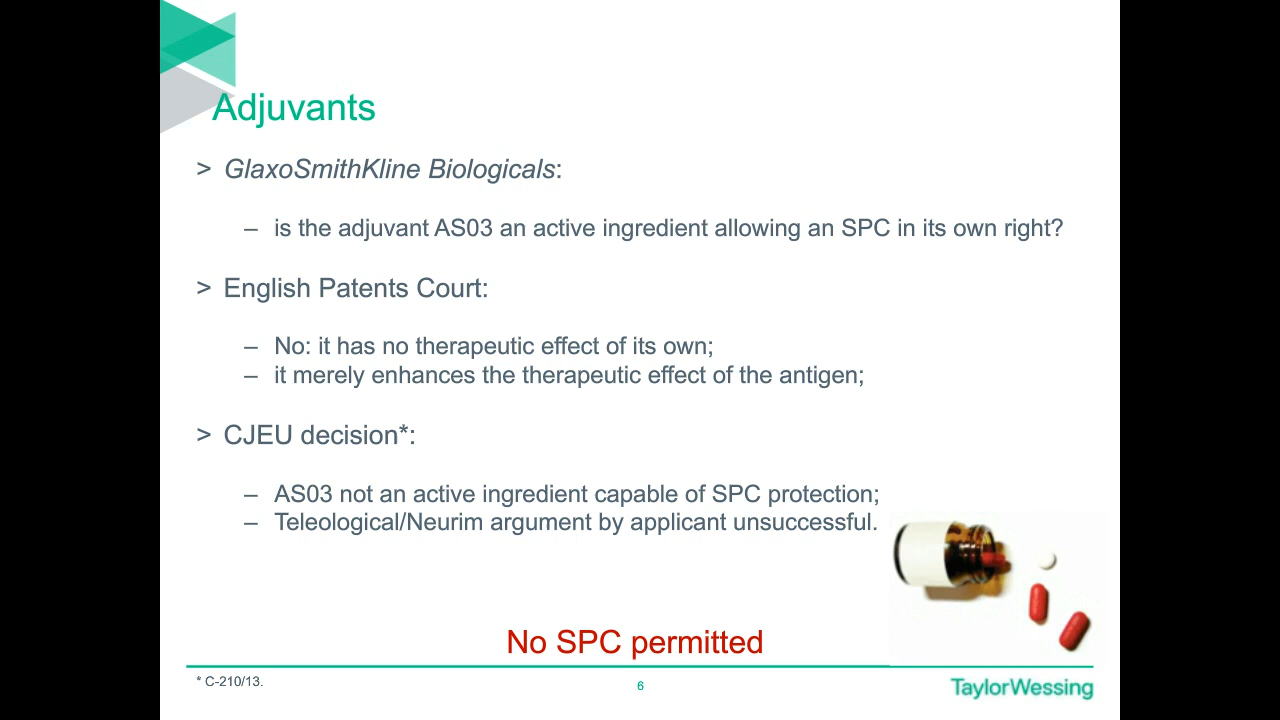 Adjuvants
> GlaxoSmithKline Biologicals:
– is the adjuvant AS03 an active ingredient allowing an SPC in its own right?
> English Patents Court:
– No: it has no therapeutic effect of its own;
– it merely enhances the therapeutic effect of the antigen;
> CJEU decision*:
– AS03 not an active ingredient capable of SPC protection;
– Teleological/Neurim argument by applicant unsuccessful.
No SPC permitted
* C-210/13.
6
TaylorWessing